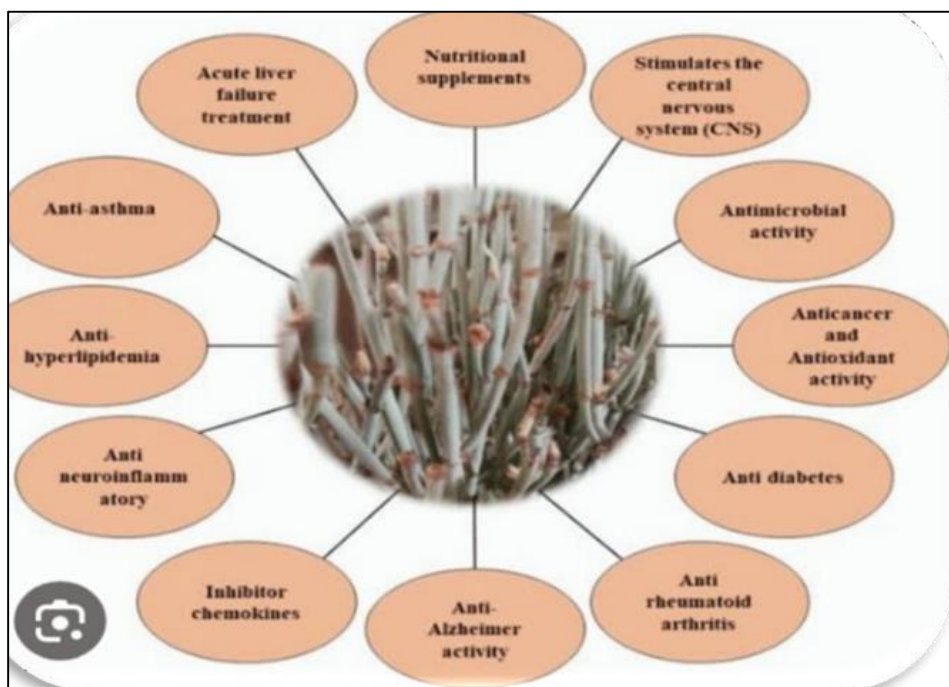 Nutritional
supplements
Stimulates the
central
nervous
system (CNS)
Antimicrobial
activity
Anticancer
and
Antioxidant
activity
Anti diabetes
Anti
rheumatoid
arthritis
Anti-
Alzheimer
activity
Inhibitor
chemokines
Anti
neuroinflamm
atory
Anti-
hyperlipidemia
Anti-asthma
Acute liver
failure
treatment